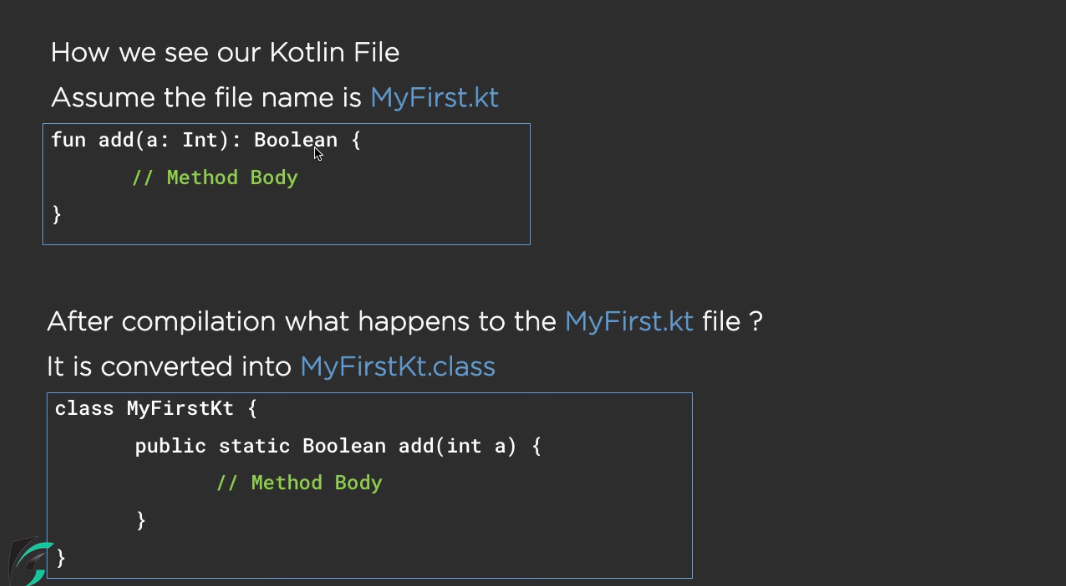 How we see our Kotlin File
Assume the file name is MyFirst.kt
fun add(a: Int): Boolean {
// Method Body
}
After compilation what happens to the MyFirst.kt file ?
It is converted into MyFirstKt.class
class MyFirstKt {
public static Boolean add(int a) {
// Method Body
}
}